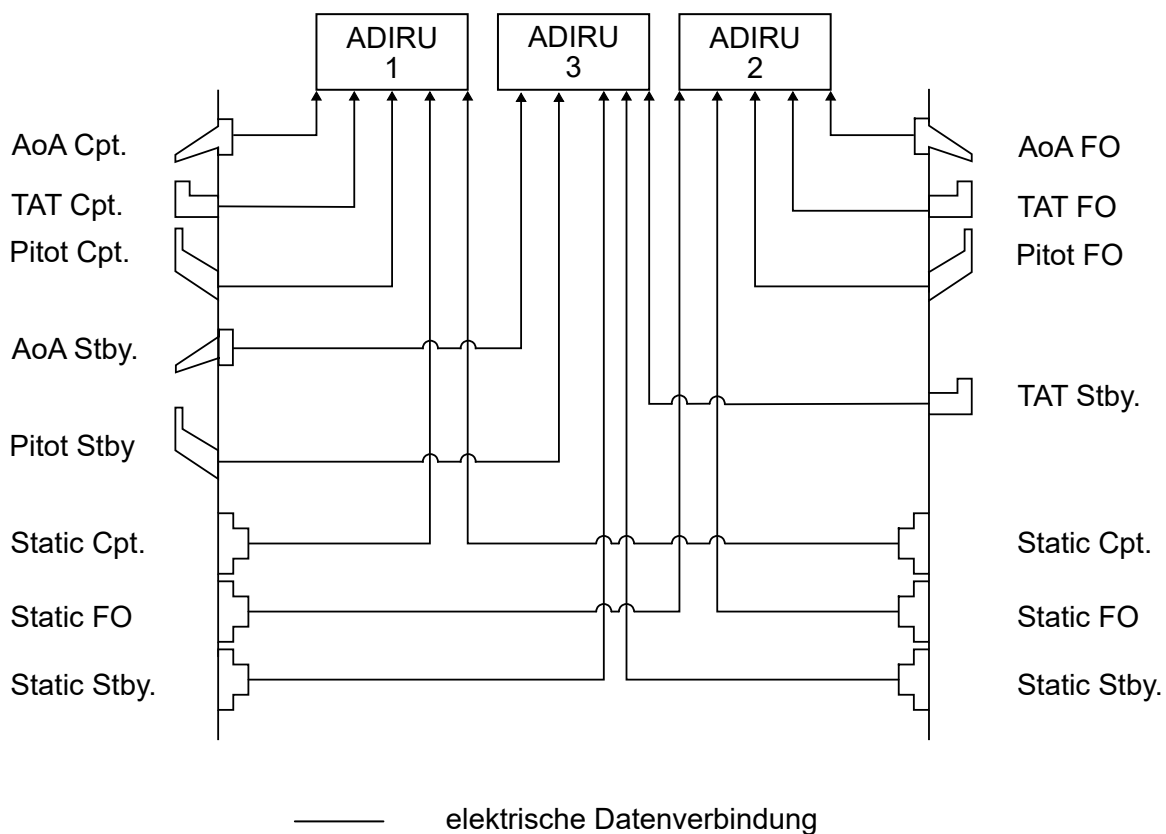 ADIRU
1
ADIRU
3
ADIRU
2
AoA Cpt.
TAT Cpt.
Pitot Cpt.
AoA Stby.
Pitot Stby
Static Cpt.
Static FO
Static Stby.
AoA FO
TAT FO
Pitot FO
TAT Stby.
Static Cpt.
Static FO
Static Stby.
elektrische Datenverbindung